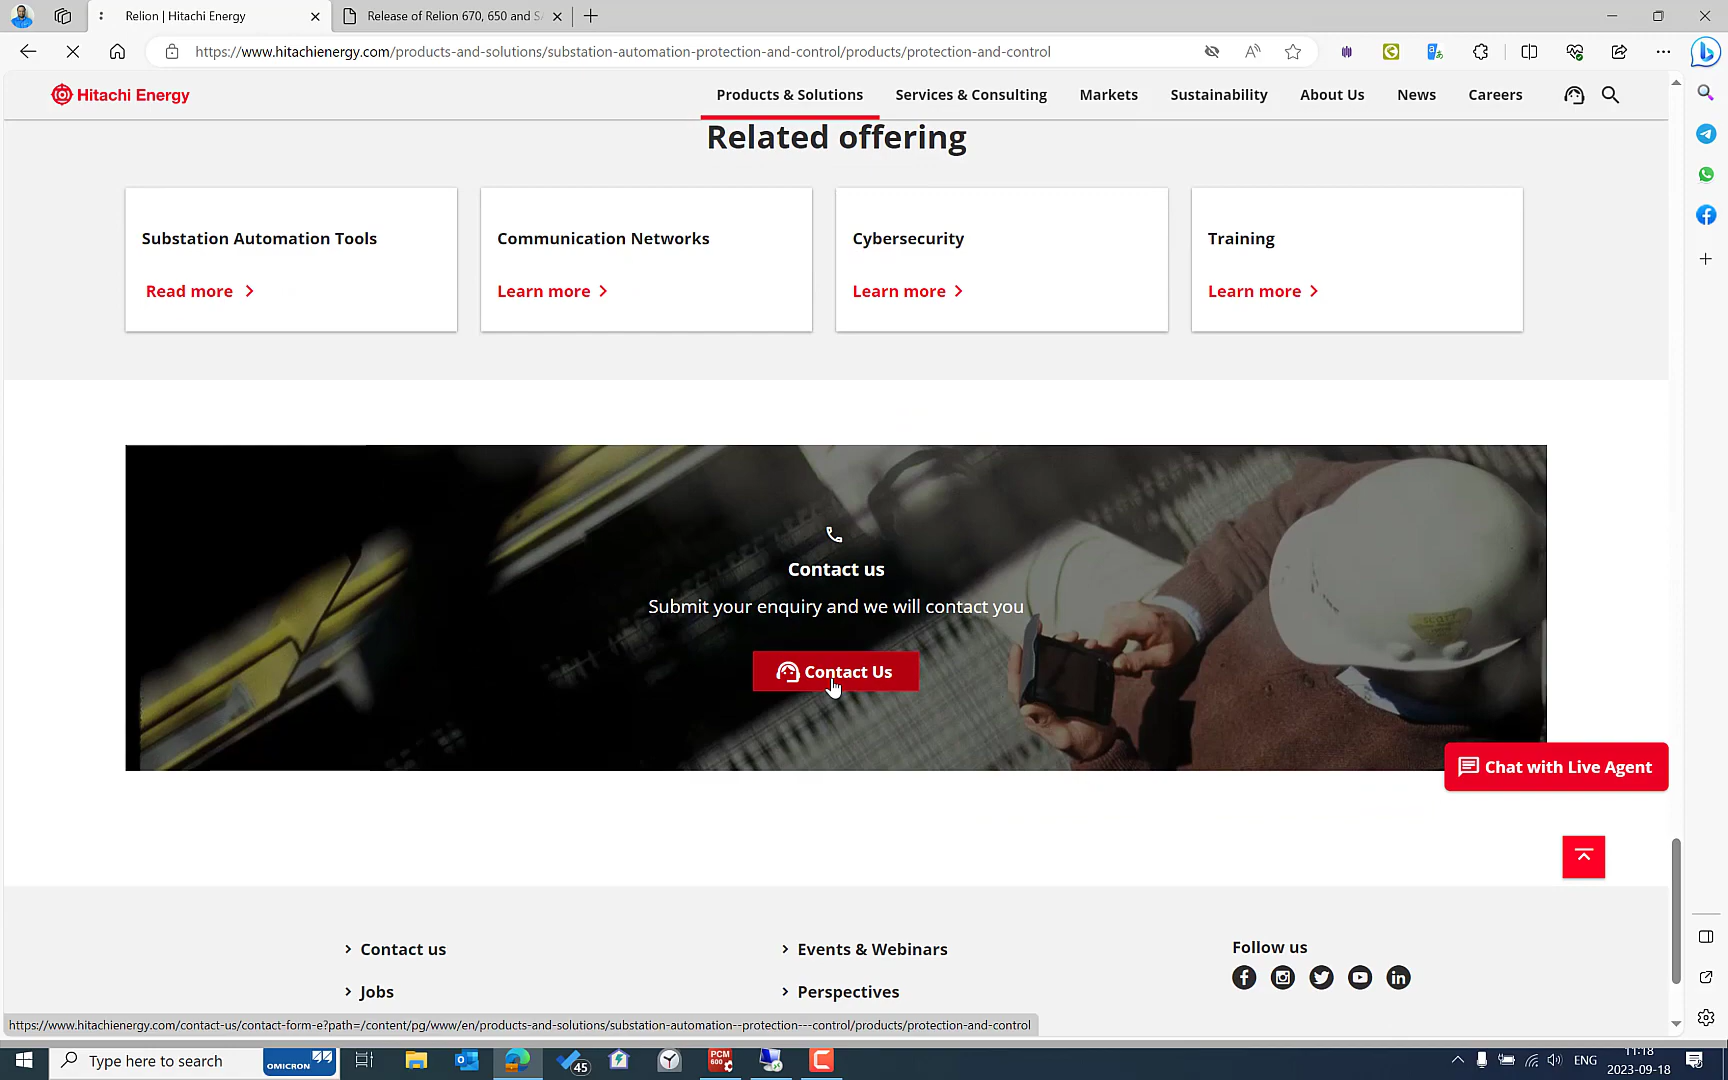 Relion | Hitachi Energy
Release of Relion 670, 650 and S
https://www.hitachienergy.com/products-and-solutions/substation-automation-protection-and-control/products/protection-and-control
Hitachi Energy
Products & Solutions
Services & Consulting
Markets
Sustainability
About Us
News
Careers
Related offering
Substation Automation Tools
Communication Networks
Cybersecurity
Training
Read more
Learn more
Learn more
Learn more
Contact us
Submit your enquiry and we will contact you
Contact Us
Chat with Live Agent
Contact us
Events & Webinars
Follow us
Jobs
Perspectives
https://www.hitachienergy.com/contact-us/contact-form-e?path=/content/pg/www/en/products-and-solutions/substation-automation--protection---control/products/protection-and-control
Type here to search
OMICRON
45
PCM
600
ENG
11:18
2023-09-18